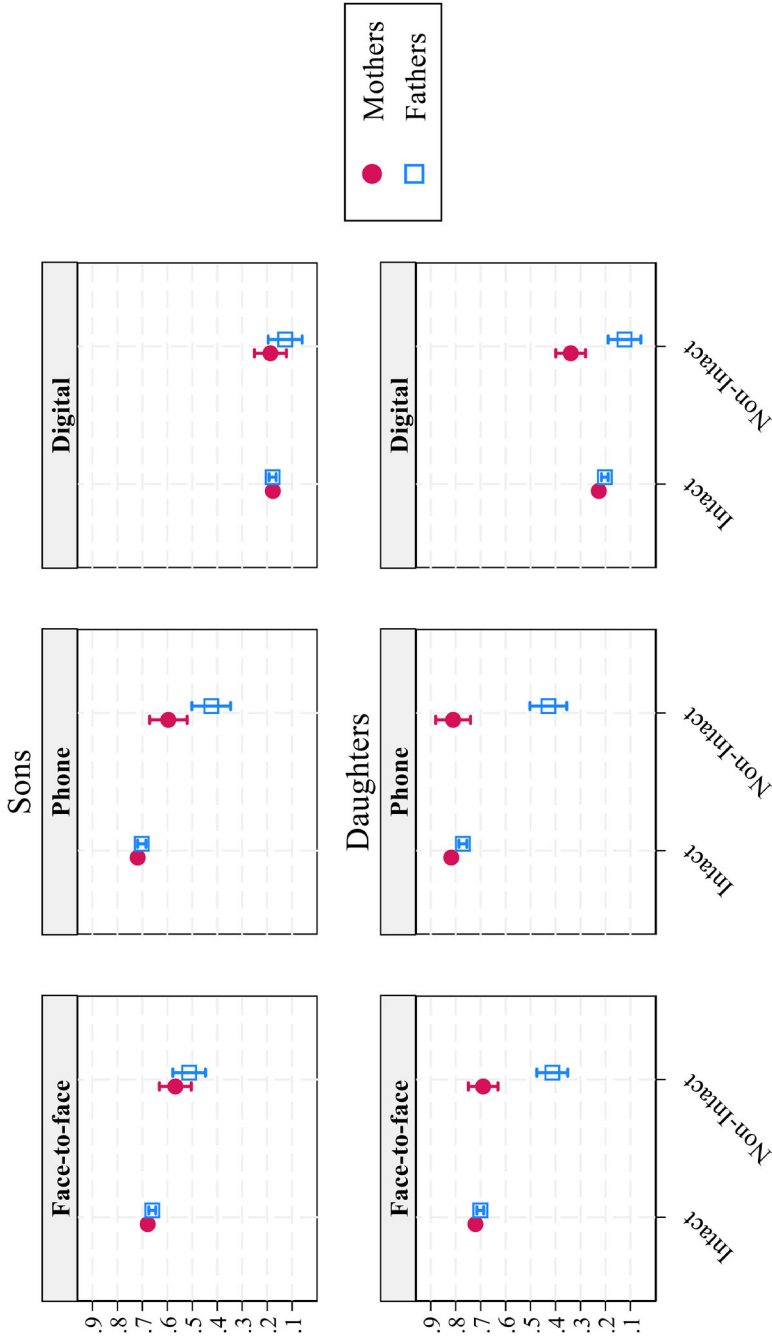 Sons
Face-to-face
Phone
Digital
.9
.8
.7
.6
.5
.4
.3
.2
.1
Daughters
Face-to-face
Phone
Digital
.9
.8
.7
.6
.5
.4
.3
.2
.1
Intact
Non-Intact
Intact
Non-Intact
Intact
Non-Intact
Mothers
Fathers